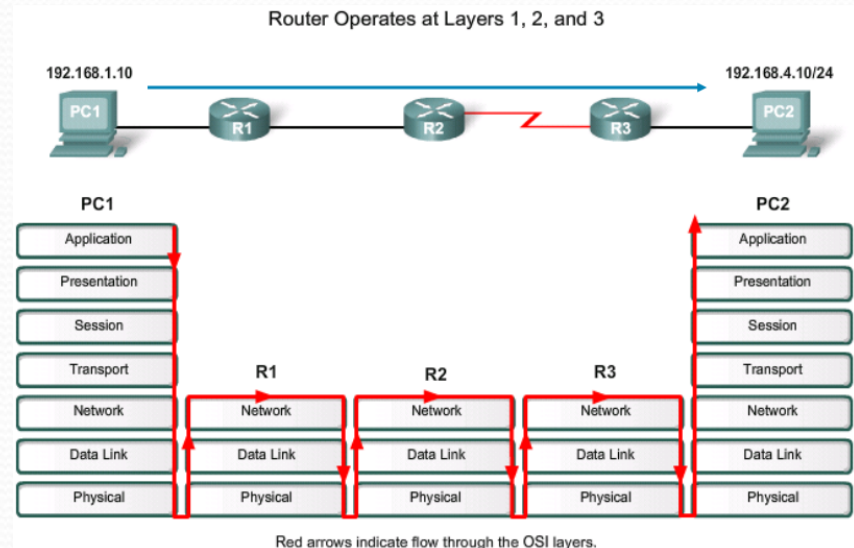 Router Operates at Layers 1, 2, and 3
192.168.1.10
192.168.4.10/24
PC1
R1
R2
R3
PC2
PC1
PC2
Application
Application
Presentation
Presentation
Session
Session
Transport
R1
R2
R3
Transport
Network
Network
Network
Network
Network
Data Link
Data Link
Data Link
Data Link
Data Link
Physical
Physical
Physical
Physical
Physical
Red arrows indicate flow through the OSI layers.